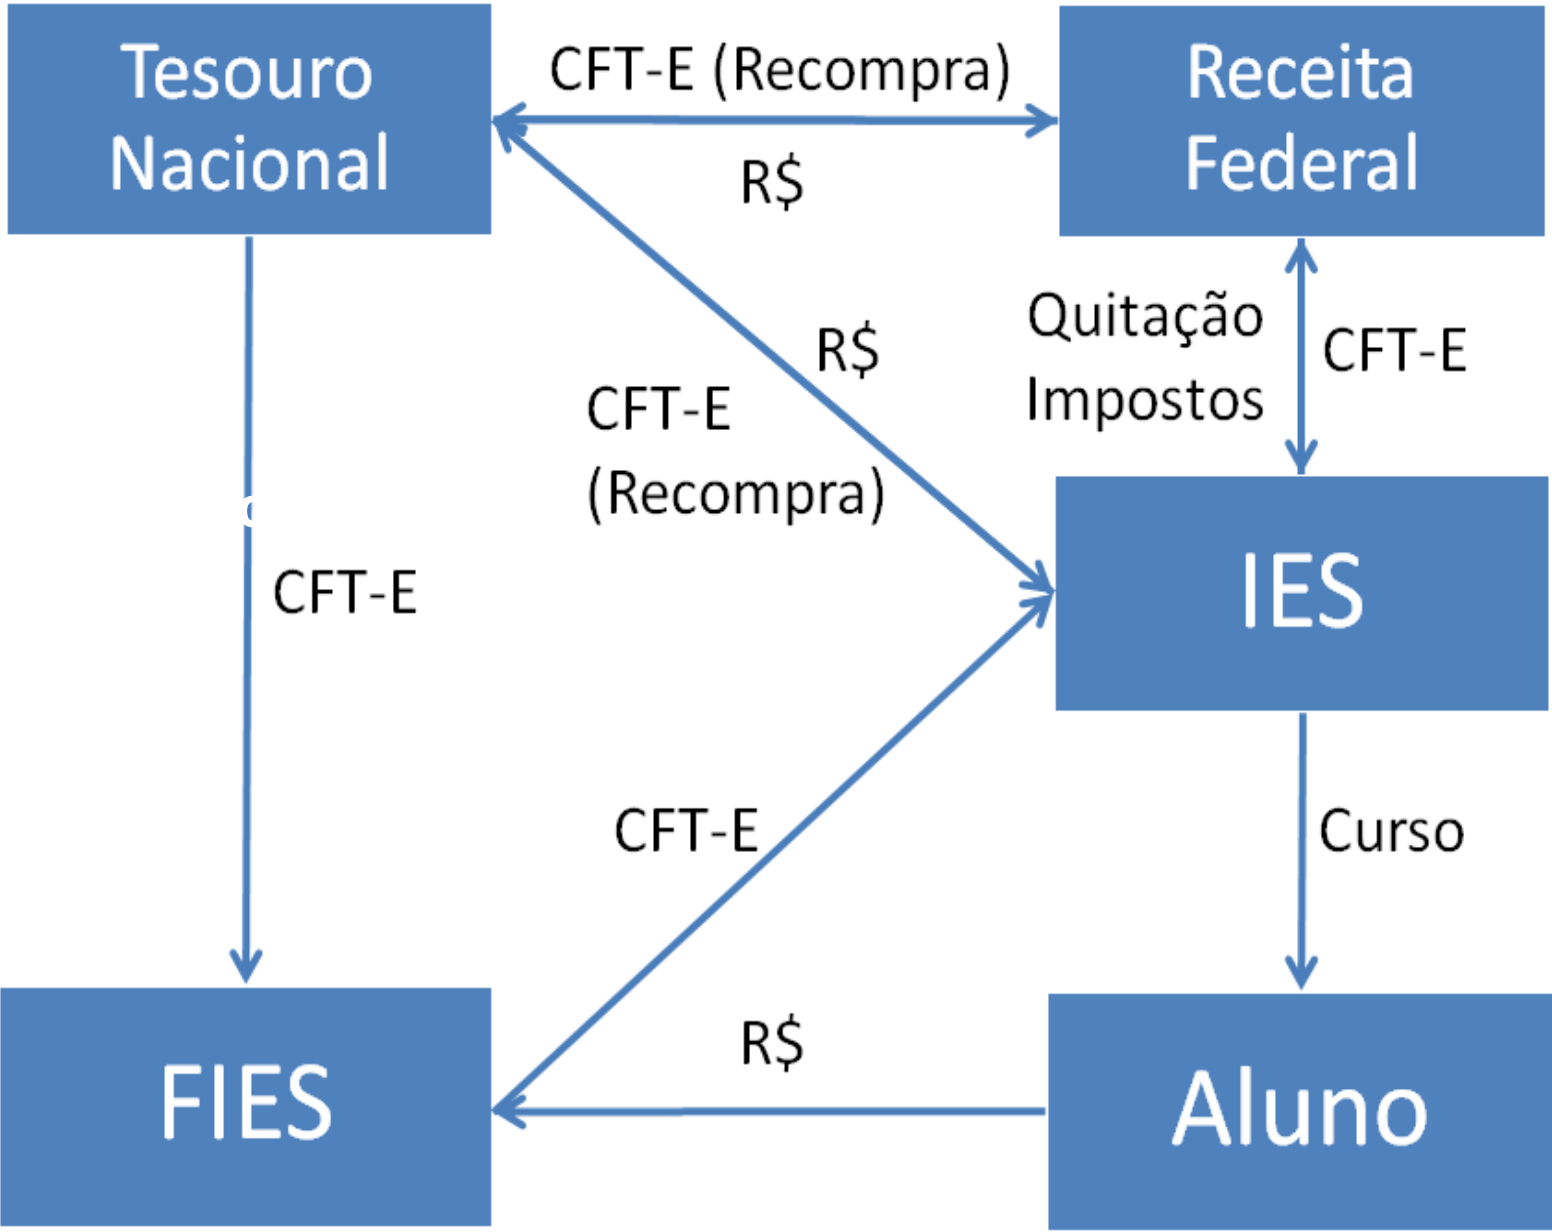 Tesouro
Nacional
CFT-E (Recompra)
R$
Receita
Federal
R$
CFT-E
(Recompra)
Quitação
Impostos
CFT-E
CFT-E
IES
CFT-E
Curso
FIES
R$
Aluno